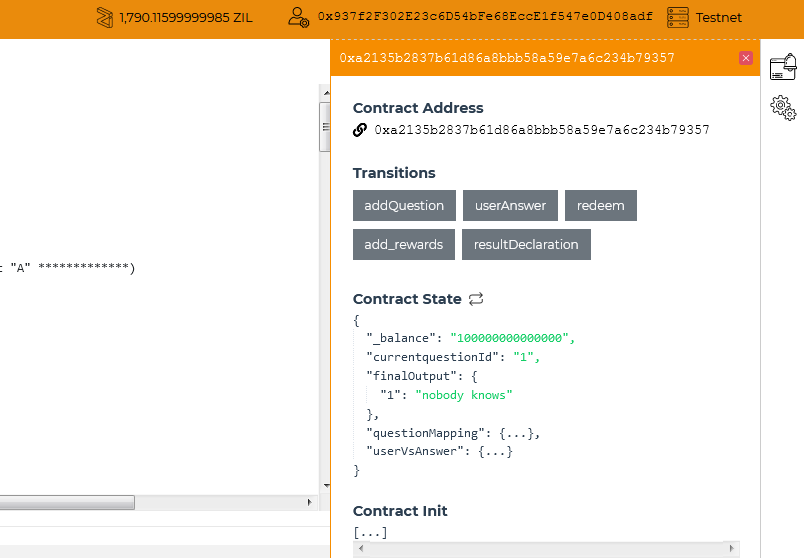 1,790.11599999985 ZIL 0x937f2F302E23c6D54bFe68EccE1f547e0D408adf Testnet
0xa2135b2837b61d86a8bbb58a59e7a6c234b79357
Contract Address
0xa2135b2837b61d86a8bbb58a59e7a6c234b79357
Transitions
addQuestion userAnswer redeem
add_rewards resultDeclaration
: "A" *************)
Contract State
{
"_balance": "100000000000000",
"currentquestionId": "1",
"finalOutput": {
"1": "nobody knows"
},
"questionMapping": {...},
"userVsAnswer": {...}
}
Contract Init
[...]